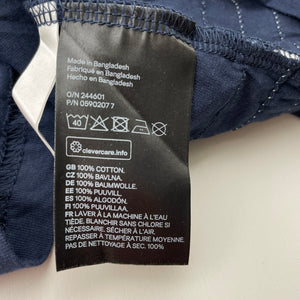 Made in Bangladesh
Fabriqué en Bangladesh
Hecho en Bangladesh
O/N 244601
P/N 05902077
40
clevercare.info
GB 100% COTTON.
CZ 100% BAVLNA.
DE 100% BAUMWOLLE.
EE 100% PUUVILL.
ES 100% ALGODÓN.
FI 100% PUUVILLAA.
FR LAVER À LA MACHINE À L'EAU
TIÈDE. BLANCHIR SANS CHLORE SI
NÉCESSAIRE. SÉCHER À L'AIR.
REPASSER À TEMPÉRATURE MOYENNE.
PAS DE NETTOYAGE À SEC. 100%